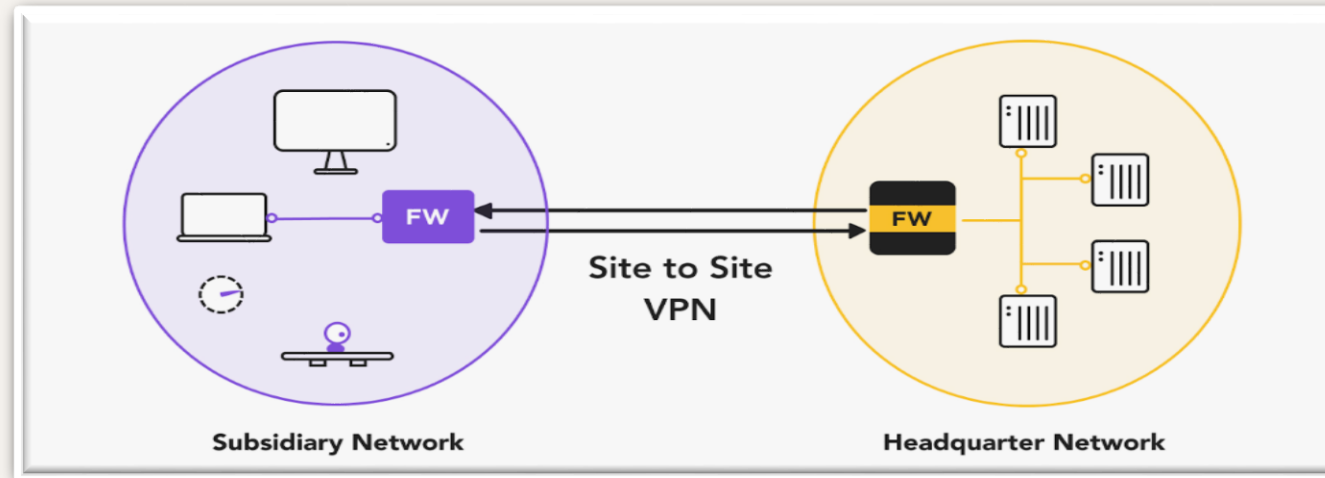 FW
FW
Site to Site
VPN
Subsidiary Network
Headquarter Network